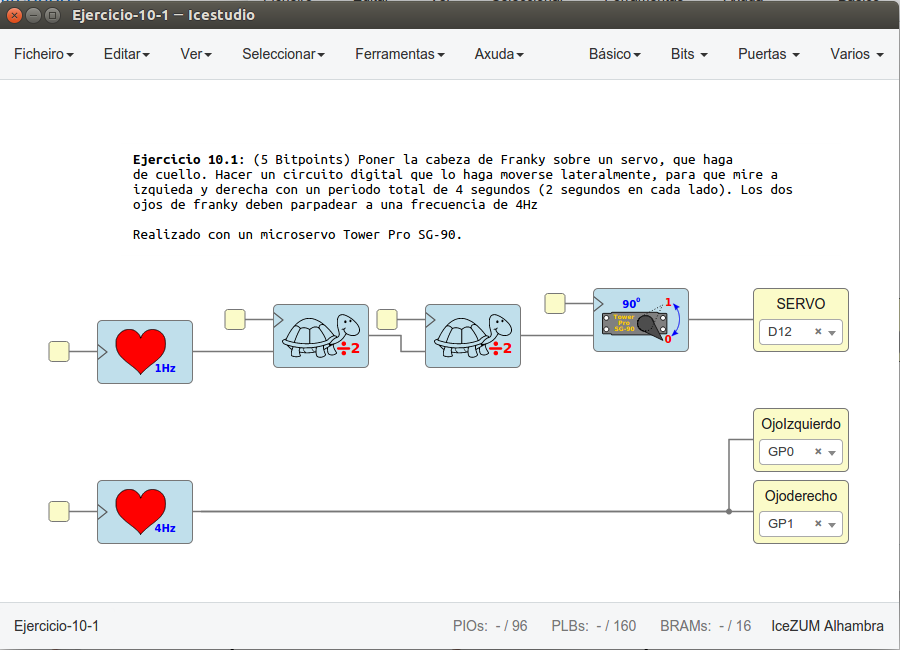 Ejercicio-10-1 — Icestudio
Ficheiro Editar Ver Seleccionar Ferramentas Axuda Básico Bits Puertas Varios
Ejercicio 10.1: (5 Bitpoints) Poner la cabeza de Franky sobre un servo, que haga
de cuello. Hacer un circuito digital que lo haga moverse lateralmente, para que mire a
izquieda y derecha con un periodo total de 4 segundos (2 segundos en cada lado). Los dos
ojos de franky deben parpadear a una frecuencia de 4Hz
Realizado con un microservo Tower Pro SG-90.
1Hz
÷2
÷2
90º
1
Tower
Pro
SG-90
0
SERVO
D12 ×
OjoIzquierdo
GP0 ×
4Hz
Ojoderecho
GP1 ×
Ejercicio-10-1 PIOs: - / 96 PLBs: - / 160 BRAMs: - / 16 IceZUM Alhambra